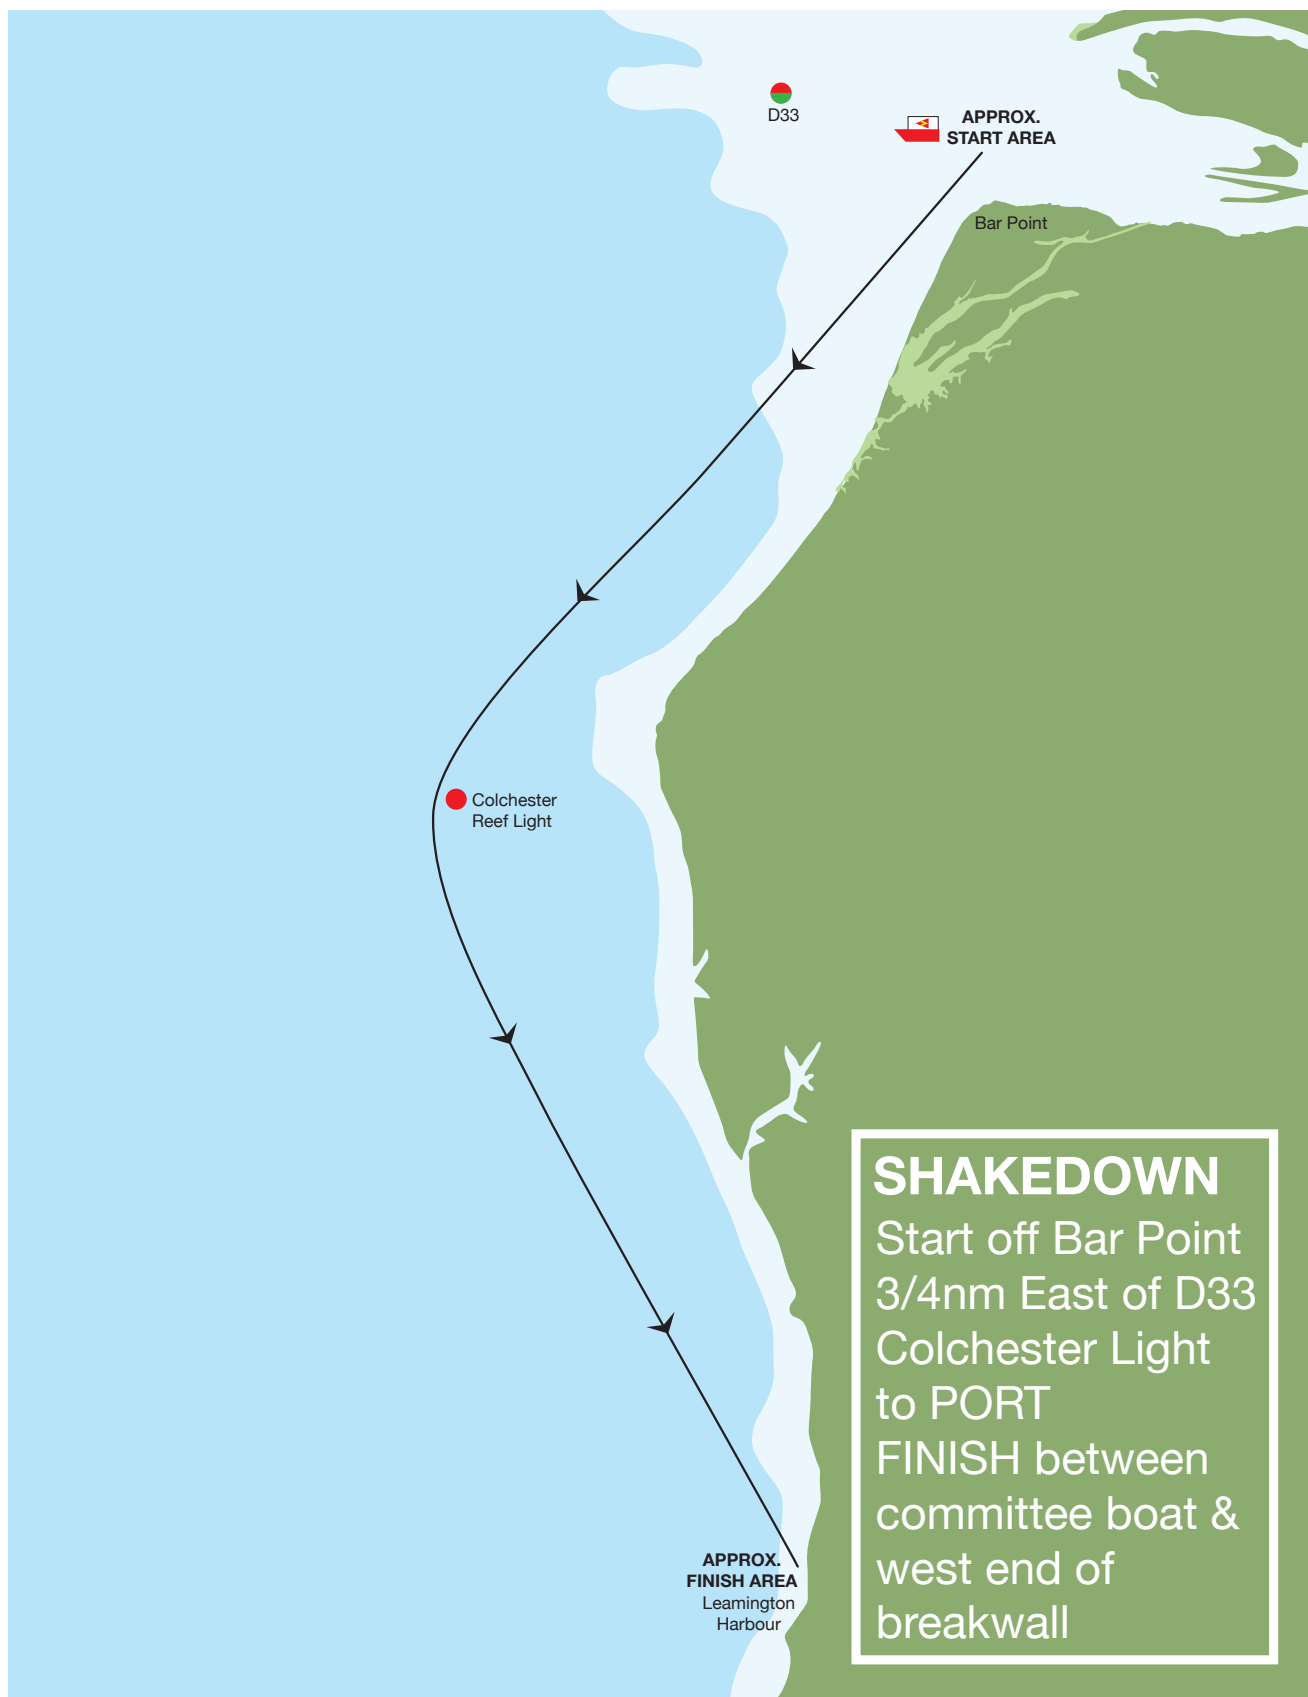 D33
APPROX.
START AREA
Bar Point
Colchester
Reef Light
SHAKEDOWN
Start off Bar Point
3/4nm East of D33
Colchester Light
to PORT
FINISH between
committee boat &
west end of
breakwall
APPROX.
FINISH AREA
Leamington
Harbour